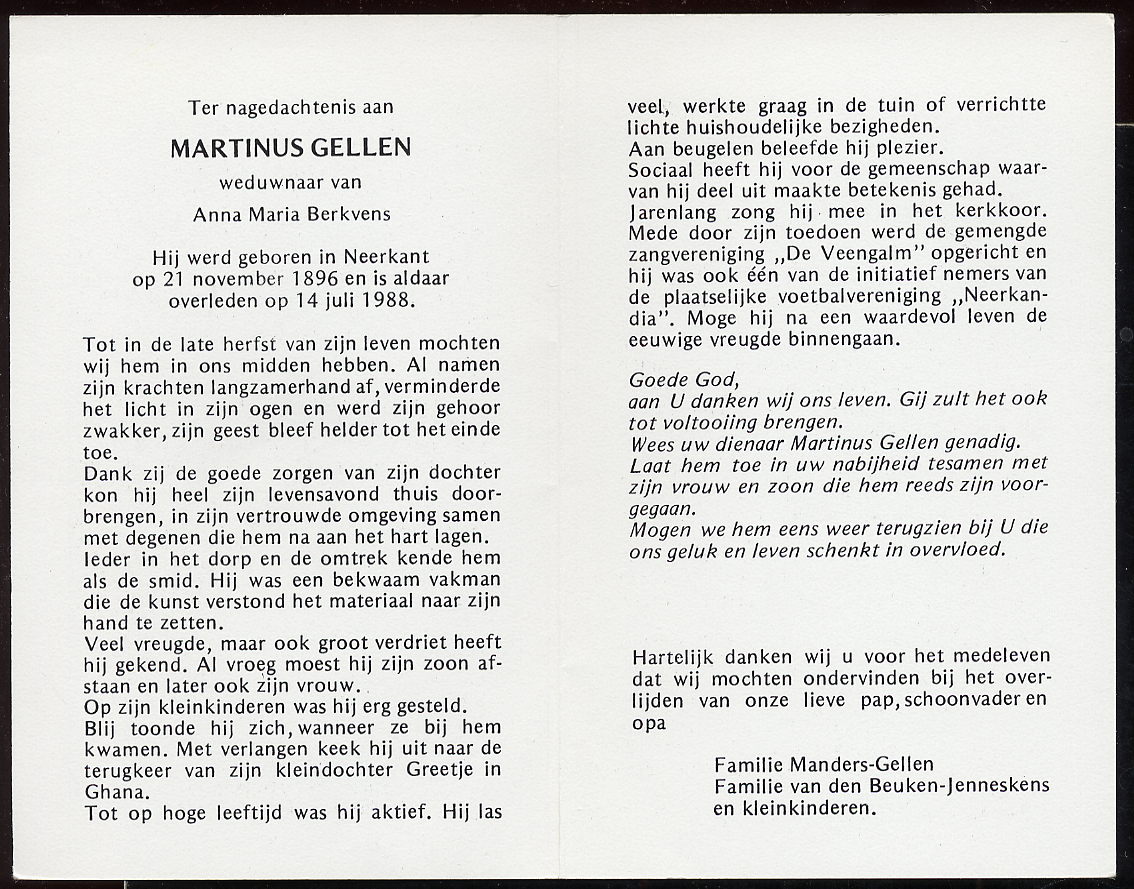 Ter nagedachtenis aan
MARTINUS GELLEN
weduwnaar van
Anna Maria Berkvens
Hij werd geboren in Neerkant
op 21 november 1896 en is aldaar
overleden op 14 juli 1988.
Tot in de late herfst van zijn leven mochten
wij hem in ons midden hebben. Al namen
zijn krachten langzamerhand af, verminderde
het licht in zijn ogen en werd zijn gehoor
zwakker, zijn geest bleef helder tot het einde
toe.
Dank zij de goede zorgen van zijn dochter
kon hij heel zijn levensavond thuis door-
brengen, in zijn vertrouwde omgeving samen
met degenen die hem na aan het hart lagen.
Ieder in het dorp en de omtrek kende hem
als de smid. Hij was een bekwaam vakman
die de kunst verstond het materiaal naar zijn
hand te zetten.
Veel vreugde, maar ook groot verdriet heeft
hij gekend. Al vroeg moest hij zijn zoon af-
staan en later ook zijn vrouw.
Op zijn kleinkinderen was hij erg gesteld.
Blij toonde hij zich, wanneer ze bij hem
kwamen. Met verlangen keek hij uit naar de
terugkeer van zijn kleindochter Greetje in
Ghana.
Tot op hoge leeftijd was hij aktief. Hij las
veel, werkte graag in de tuin of verrichtte
lichte huishoudelijke bezigheden.
Aan beugelen beleefde hij plezier.
Sociaal heeft hij voor de gemeenschap waar-
van hij deel uit maakte betekenis gehad.
Jarenlang zong hij mee in het kerkkoor.
Mede door zijn toedoen werd de gemengde
zangvereniging ,,De Veengalm" opgericht en
hij was ook één van de initiatief nemers van
de plaatselijke voetbalvereniging ,,Neerkan-
dia". Moge hij na een waardevol leven de
eeuwige vreugde binnengaan.
Goede God,
aan U danken wij ons leven. Gij zult het ook
tot voltooiing brengen.
Wees uw dienaar Martinus Gellen genadig.
Laat hem toe in uw nabijheid tesamen met
zijn vrouw en zoon die hem reeds zijn voor-
gegaan.
Mogen we hem eens weer terugzien bij U die
ons geluk en leven schenkt in overvloed.
Hartelijk danken wij u voor het medeleven
dat wij mochten ondervinden bij het over-
lijden van onze lieve pap, schoonvader en
opa
Familie Manders-Gellen
Familie van den Beuken-Jenneskens
en kleinkinderen.